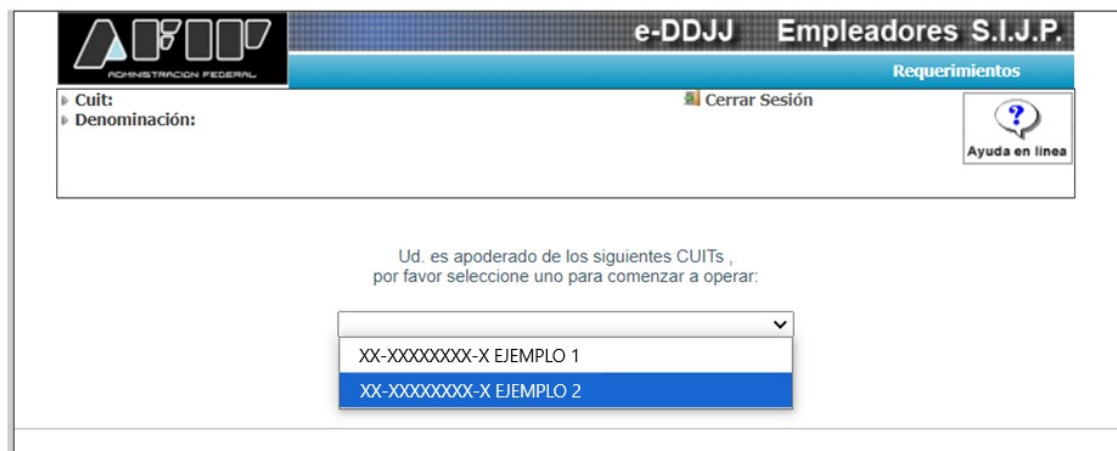 AFIP
ADMINISTRACION FEDERAL
e-DDJJ Empleadores S.I.J.P.
Requerimientos
Cuit:
Denominación:
Cerrar Sesión
?
Ayuda en linea
Ud. es apoderado de los siguientes CUITs ,
por favor seleccione uno para comenzar a operar:
XX-XXXXXXXX-X EJEMPLO 1
XX-XXXXXXXX-X EJEMPLO 2